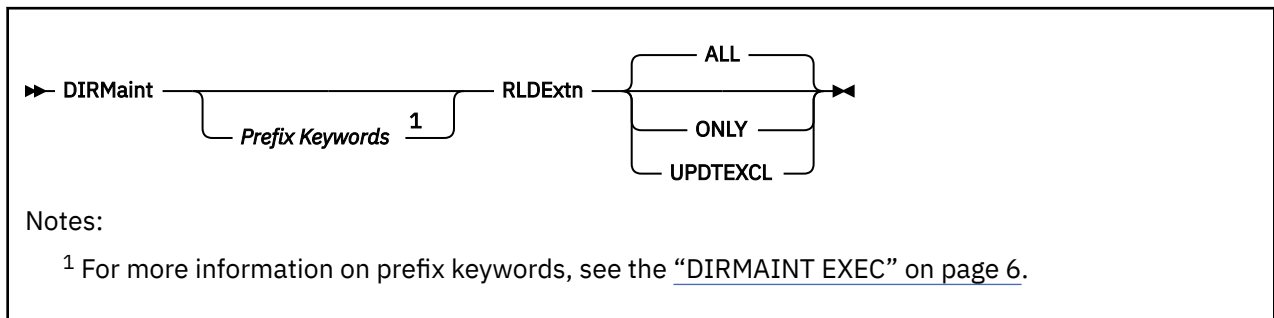 ALL
DIRMaint RLDExtn
Prefix Keywords 1
ONLY
UPDTEXCL
Notes:
1 For more information on prefix keywords, see the “DIRMAINT EXEC” on page 6.